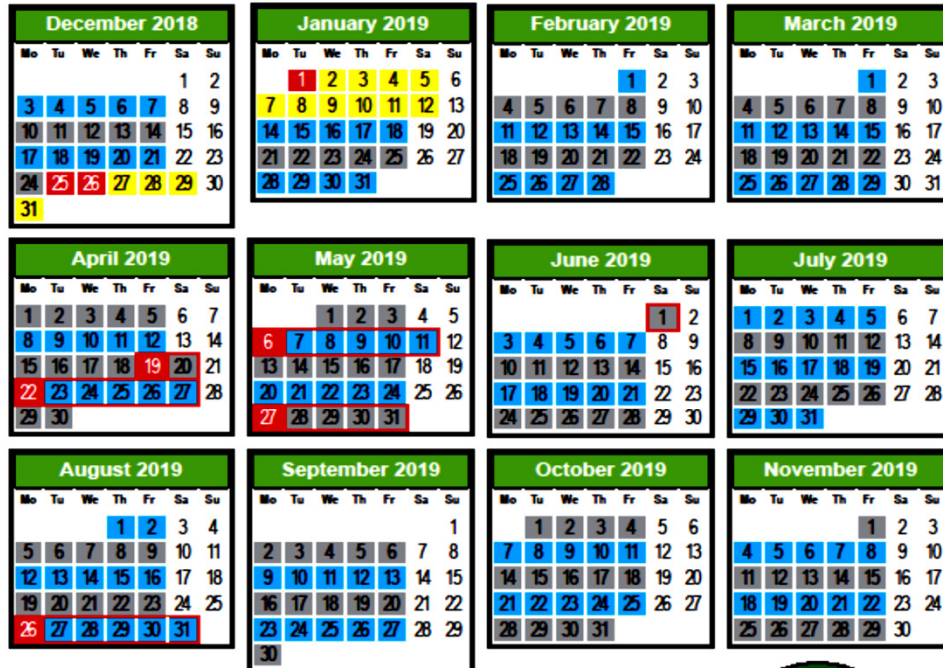 December 2018
Mo Tu We Th Fr Sa Su
1 2
3 4 5 6 7 8 9
10 11 12 13 14 15 16
17 18 19 20 21 22 23
24 25 26 27 28 29 30
31
January 2019
Mo Tu We Th Fr Sa Su
1 2 3 4 5 6
7 8 9 10 11 12 13
14 15 16 17 18 19 20
21 22 23 24 25 26 27
28 29 30 31
February 2019
Mo Tu We Th Fr Sa Su
1 2 3
4 5 6 7 8 9 10
11 12 13 14 15 16 17
18 19 20 21 22 23 24
25 26 27 28
March 2019
Mo Tu We Th Fr Sa Su
1 2 3
4 5 6 7 8 9 10
11 12 13 14 15 16 17
18 19 20 21 22 23 24
25 26 27 28 29 30 31
April 2019
Mo Tu We Th Fr Sa Su
1 2 3 4 5 6 7
8 9 10 11 12 13 14
15 16 17 18 19 20 21
22 23 24 25 26 27 28
29 30
May 2019
Mo Tu We Th Fr Sa Su
1 2 3 4 5
6 7 8 9 10 11 12
13 14 15 16 17 18 19
20 21 22 23 24 25 26
27 28 29 30 31
June 2019
Mo Tu We Th Fr Sa Su
1 2
3 4 5 6 7 8 9
10 11 12 13 14 15 16
17 18 19 20 21 22 23
24 25 26 27 28 29 30
July 2019
Mo Tu We Th Fr Sa Su
1 2 3 4 5 6 7
8 9 10 11 12 13 14
15 16 17 18 19 20 21
22 23 24 25 26 27 28
29 30 31
August 2019
Mo Tu We Th Fr Sa Su
1 2 3 4
5 6 7 8 9 10 11
12 13 14 15 16 17 18
19 20 21 22 23 24 25
26 27 28 29 30 31
September 2019
Mo Tu We Th Fr Sa Su
1
2 3 4 5 6 7 8
9 10 11 12 13 14 15
16 17 18 19 20 21 22
23 24 25 26 27 28 29
30
October 2019
Mo Tu We Th Fr Sa Su
1 2 3 4 5 6
7 8 9 10 11 12 13
14 15 16 17 18 19 20
21 22 23 24 25 26 27
28 29 30 31
November 2019
Mo Tu We Th Fr Sa Su
1 2 3
4 5 6 7 8 9 10
11 12 13 14 15 16 17
18 19 20 21 22 23 24
25 26 27 28 29 30